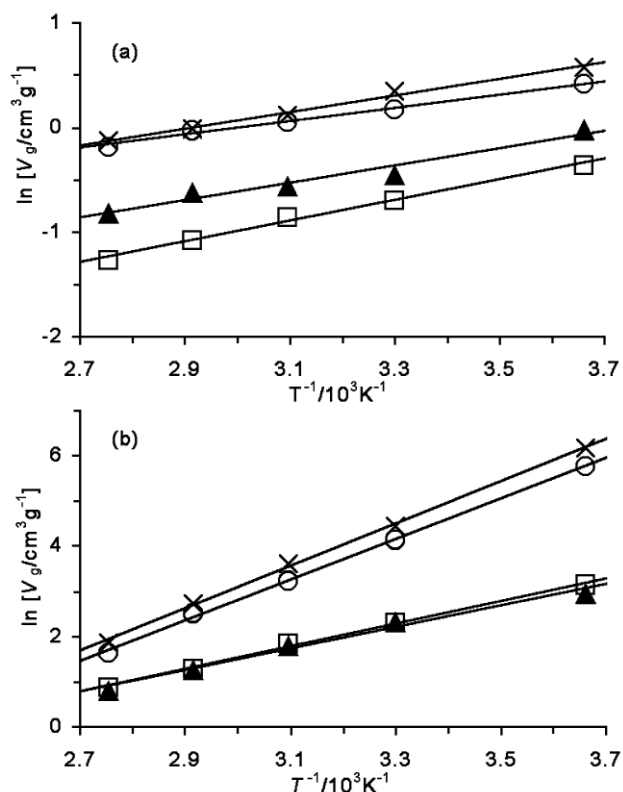 1
(a)
0
-1
-2
ln [V g/cm³g⁻¹]
2.7 2.9 3.1 3.3 3.5 3.7
T⁻¹/10³K⁻¹
(b)
6
4
2
0
ln [V g/cm³g⁻¹]
2.7 2.9 3.1 3.3 3.5 3.7
T⁻¹/10³K⁻¹